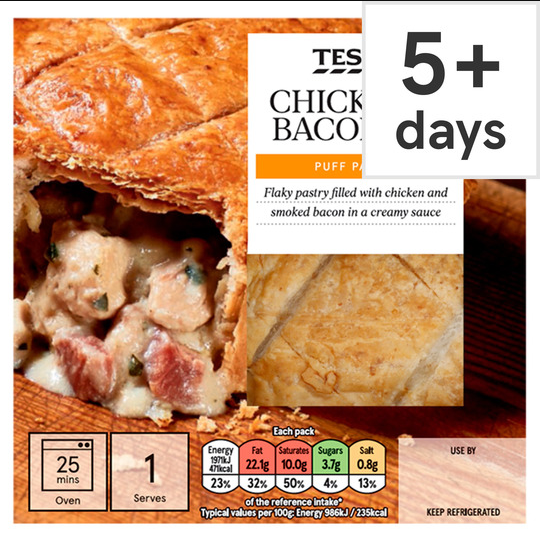 5+
days
TES
CHICK
BACO
PUFF PA
Flaky pastry filled with chicken and
smoked bacon in a creamy sauce
25
mins
Oven
1
Serves
Each pack
Energy Fat Saturates Sugars Salt
1971kJ
471kcal 22.1g 10.0g 3.7g 0.8g
23% 32% 50% 4% 13%
of the reference intake*
Typical values per 100g: Energy 986kJ / 235kcal
USE BY
KEEP REFRIGERATED